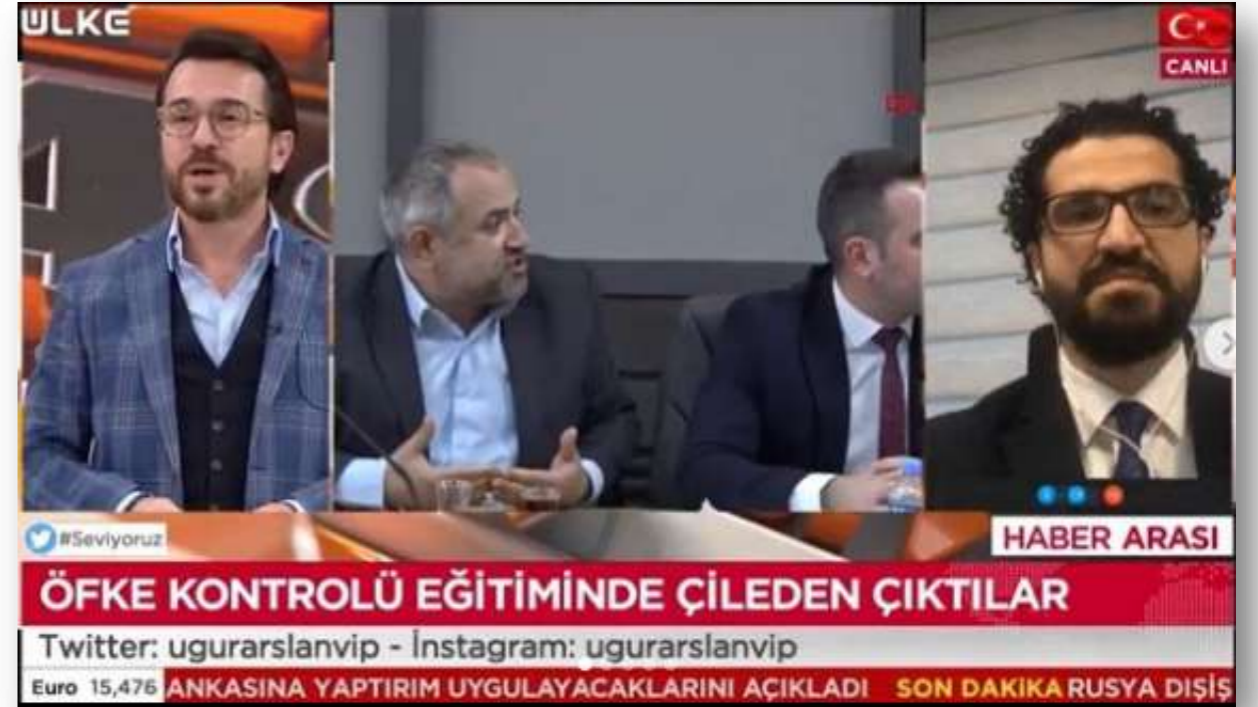 ÜLKE
CANLI
#Seviyoruz
HABER ARASI
ÖFKE KONTROLÜ EĞİTİMİNDE ÇİLEDEN ÇIKTILAR
Twitter: ugurarslanvip - İnstagram: ugurarslanvip
Euro 15,476 ANKASINA YAPTIRIM UYGULAYACAKLARINI AÇIKLADI SON DAKİKA RUSYA DIŞİŞ